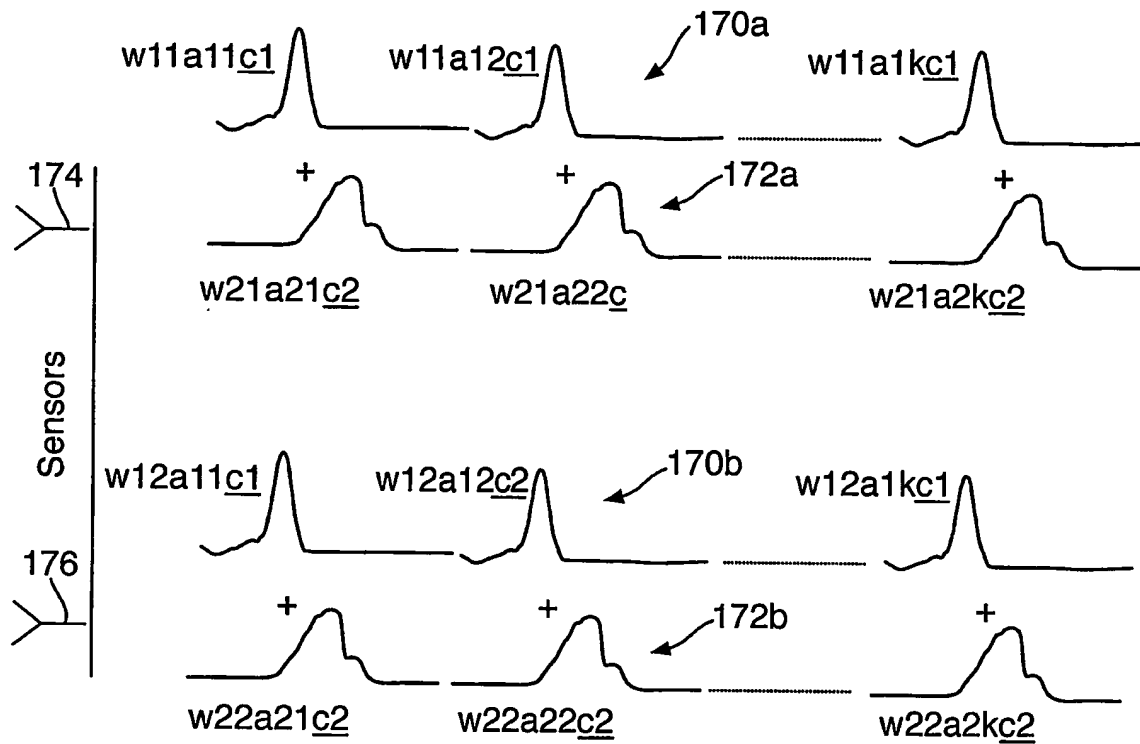 w11a11c1 w11a12c1 170a w11a1kc1
+ + 172a +
174
w21a21c2 w21a22c w21a2kc2
Sensors
w12a11c1 w12a12c2 170b w12a1kc1
176
+ + 172b +
w22a21c2 w22a22c2 w22a2kc2